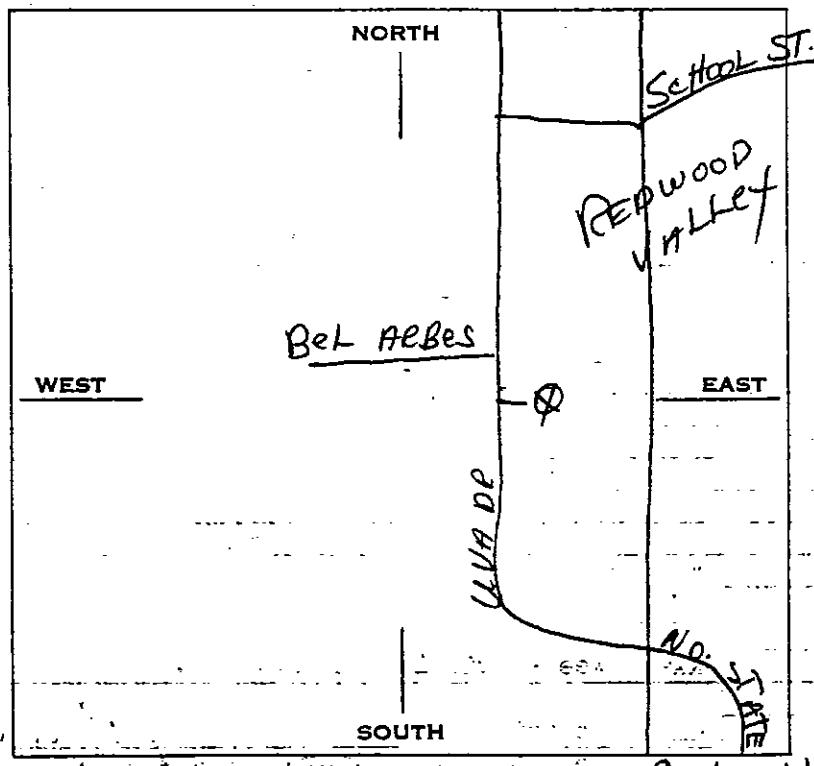 NORTH
SCHOOL ST.
REDWOOD
VALLEY
BeL ARBeS
WEST
EAST
UVA DR
No.
STATE
SOUTH